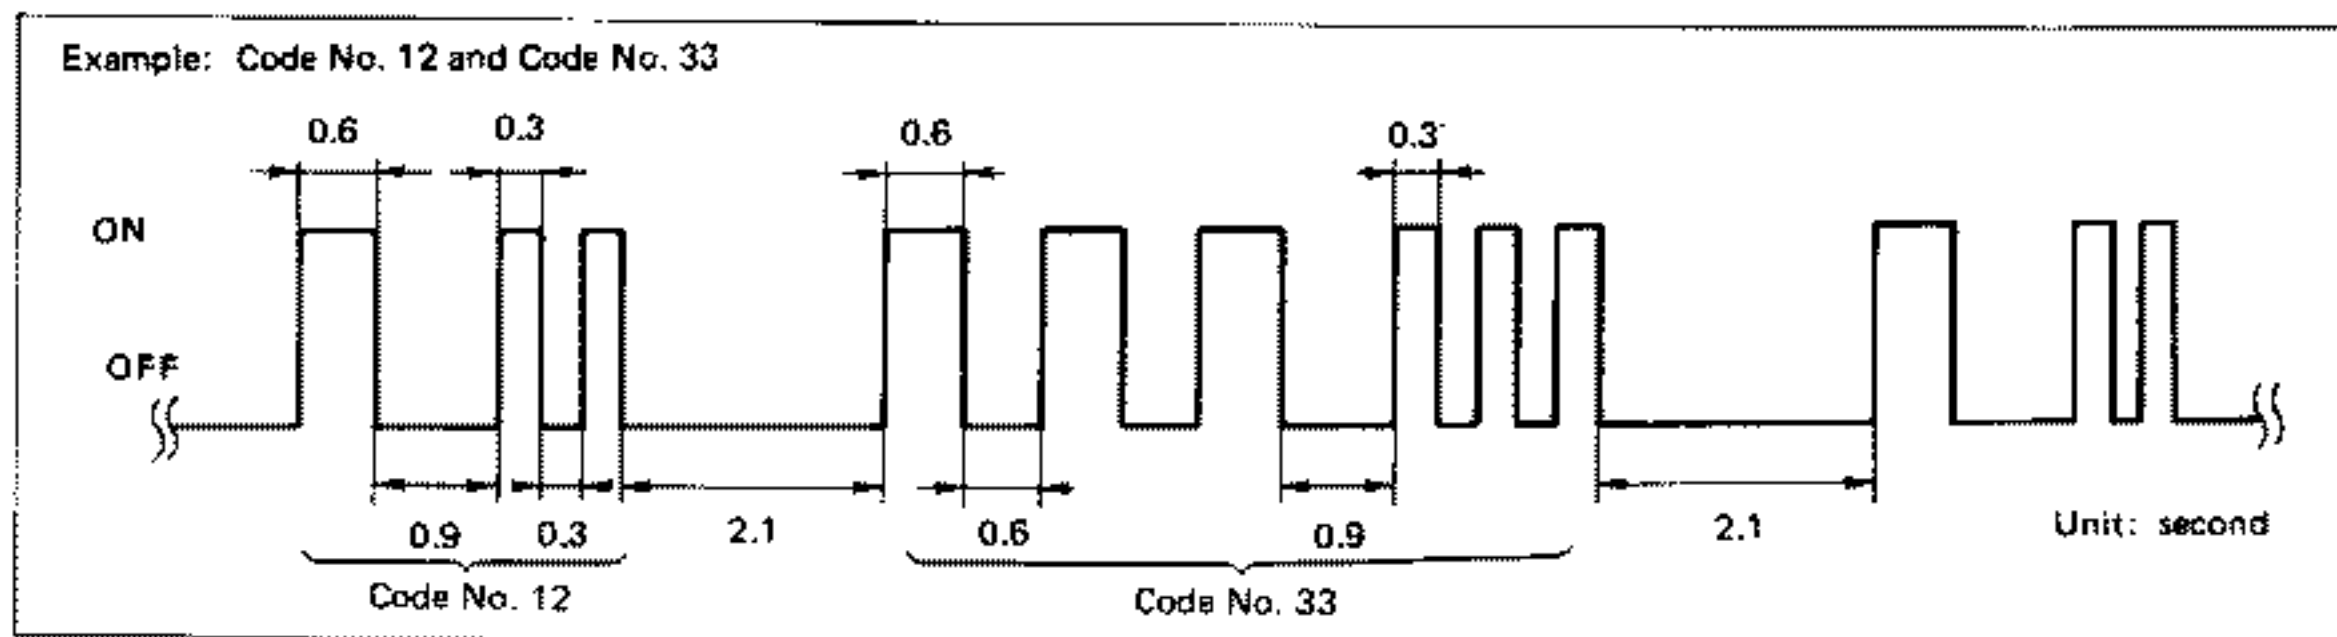 Example: Code No. 12 and Code No. 33
0.6 0.3 0.6 0.3
ON
OFF
0.9 0.3 2.1 0.6 0.9 2.1 Unit: second
Code No. 12 Code No. 33